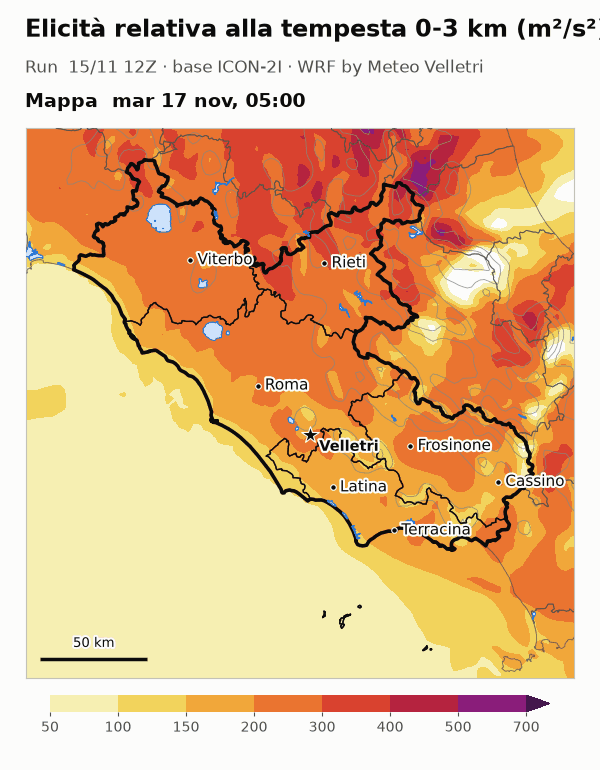 Elicità relativa alla tempesta 0-3 km (m²/s²)
Run 15/11 12Z · base ICON-2I · WRF by Meteo Velletri
Mappa mar 17 nov, 05:00
Viterbo
Rieti
Roma
Velletri
Frosinone
Latina
Cassino
Terracina
50 km
50 100 150 200 300 400 500 700